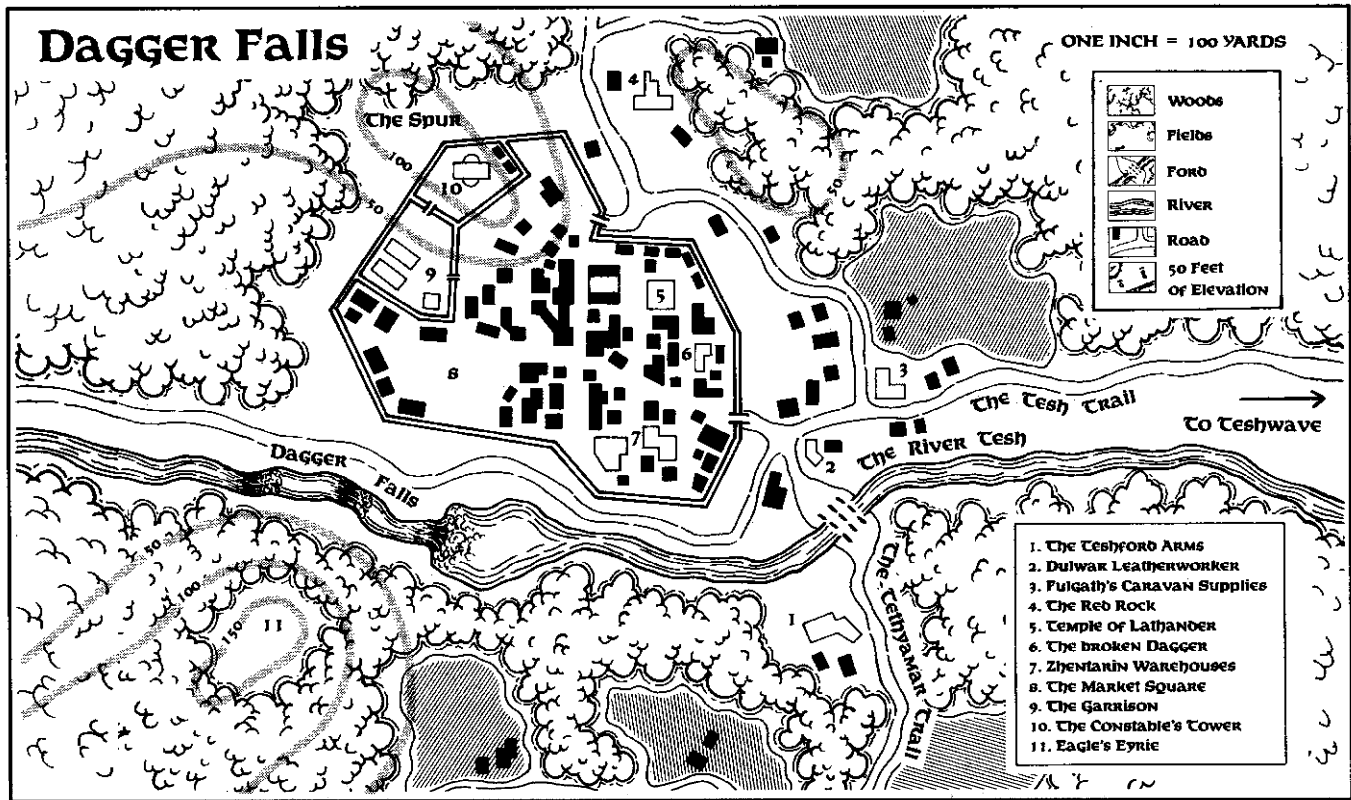 Dagger Falls
ONE INCH = 100 YARDS
Woods
Fields
Ford
River
Road
50 Feet
of Elevation
The Spur
100
50
50
4
10
9
5
6
8
3
7
2
The Tesh Trail
To Teshwave
The River Tesh
Dagger
Falls
The Tethyamar Trail
50
100
150
11
1
1. The Teshford Arms
2. Dulwar Leatherworker
3. Fulgath's Caravan Supplies
4. The Red Rock
5. Temple of Lathander
6. The Broken Dagger
7. Zhentarin Warehouses
8. The Market Square
9. The Garrison
10. The Constable's Tower
11. Eagle's Eyrie